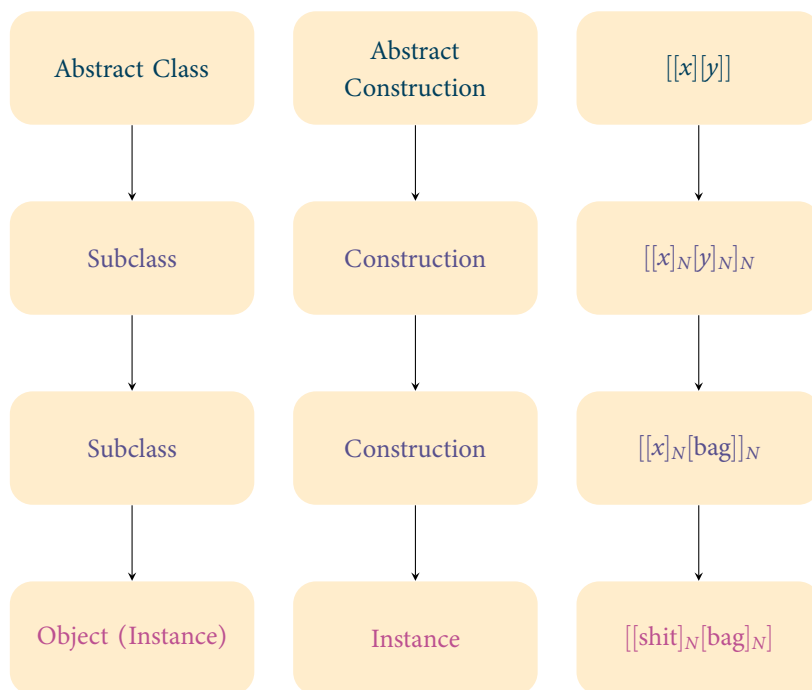 Abstract Class
Abstract
Construction
[[x][y]]
Subclass
Construction
[[x]N[y]N]N
Subclass
Construction
[[x]N[bag]]N
Object (Instance)
Instance
[[shit]N[bag]N]